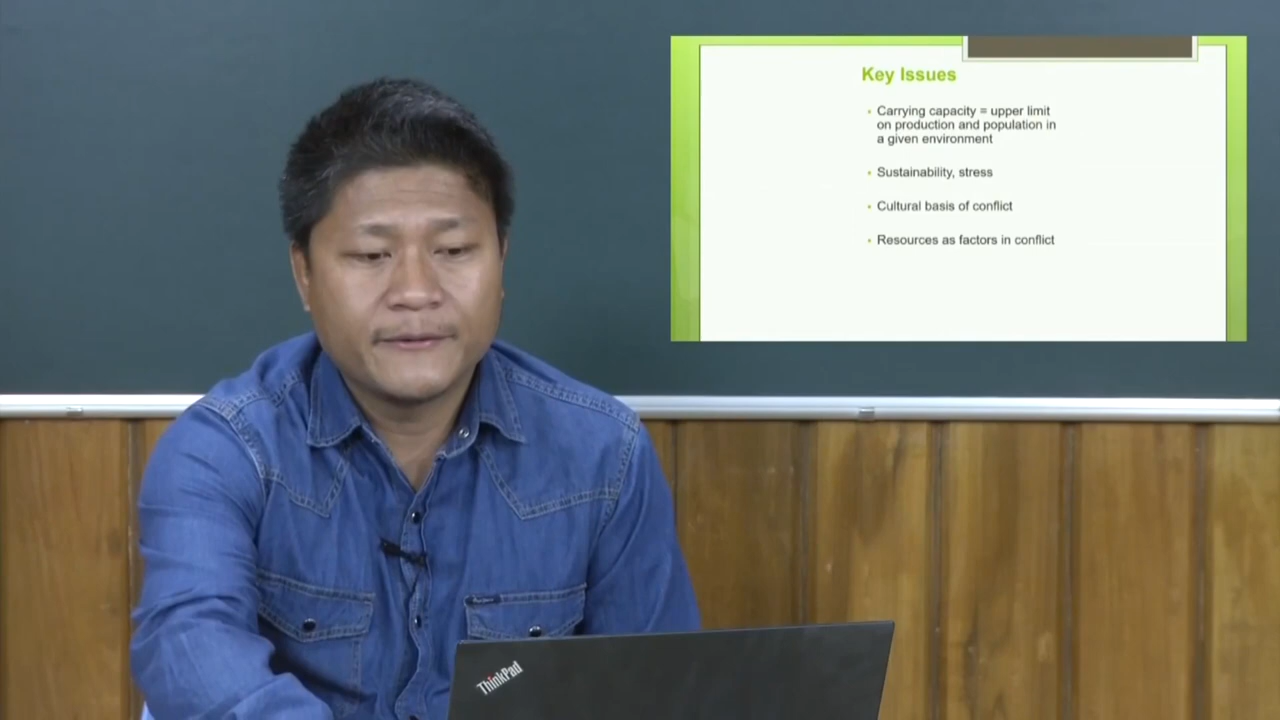 Key Issues
Carrying capacity = upper limit
on production and population in
a given environment
Sustainability, stress
Cultural basis of conflict
Resources as factors in conflict
ThinkPad